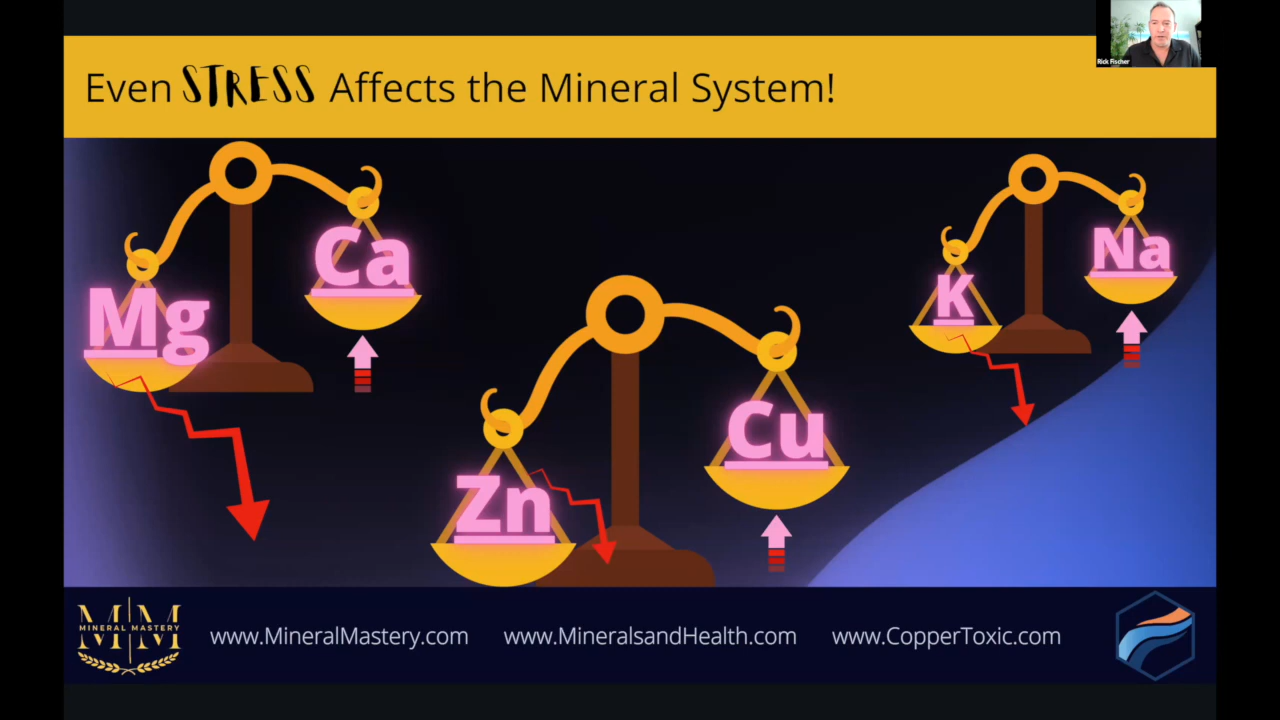 Rick Fischer
Even STRESS Affects the Mineral System!
Mg
Ca
Zn
Cu
K
Na
M M
MINERAL MASTERY
www.MineralMastery.com
www.MineralsandHealth.com
www.CopperToxic.com